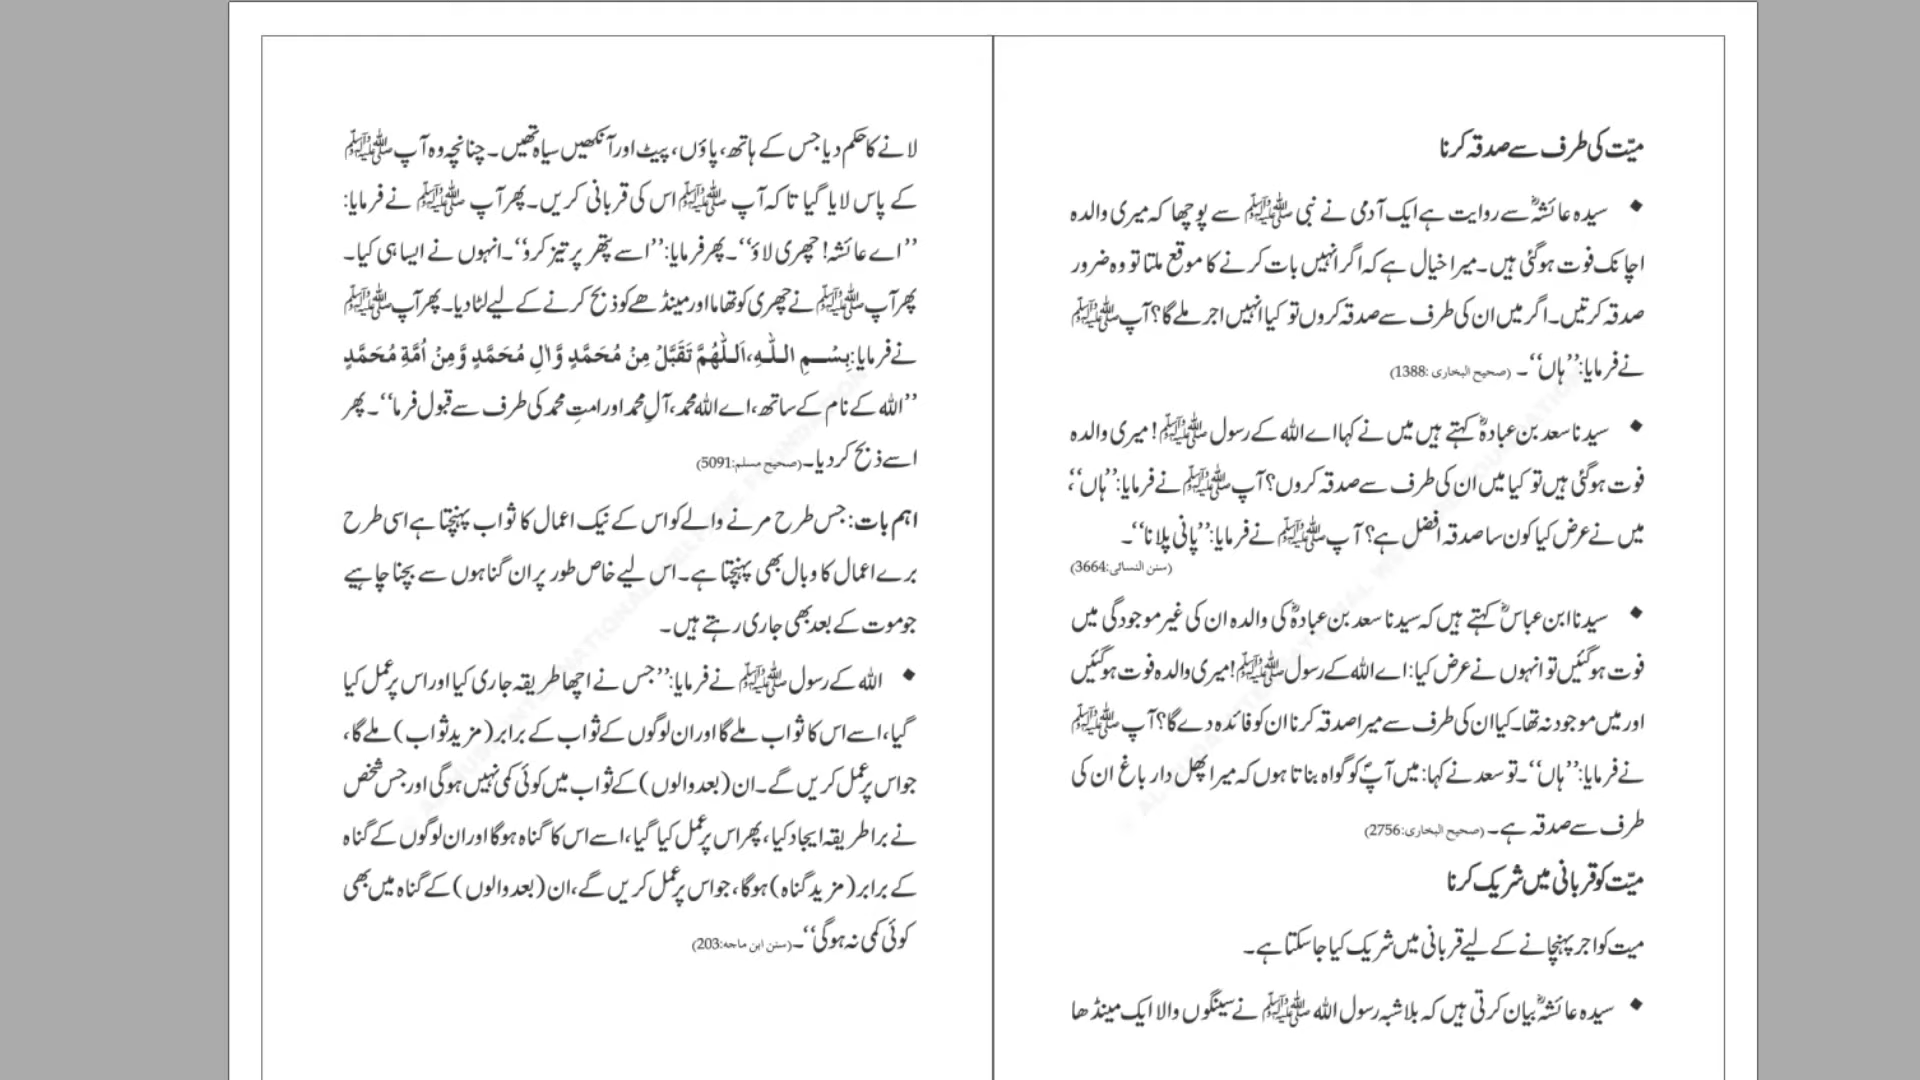 میّت کی طرف سے صدقہ کرنا
◆ سیدہ عائشہؓ سے روایت ہے ایک آدمی نے نبی ﷺ سے پوچھا کہ میری والدہ
اچانک فوت ہوگئی ہیں۔ میرا خیال ہے کہ اگر انہیں بات کرنے کا موقع ملتا تو وہ ضرور
صدقہ کرتیں۔ اگر میں ان کی طرف سے صدقہ کروں تو کیا انہیں اجر ملے گا؟ آپ ﷺ
نے فرمایا: ’’ہاں‘‘۔ (صحیح البخاری :1388)
◆ سیدنا سعد بن عبادہؓ کہتے ہیں میں نے کہا اے اللہ کے رسول ﷺ! میری والدہ
فوت ہوگئی ہیں تو کیا میں ان کی طرف سے صدقہ کروں؟ آپ ﷺ نے فرمایا: ’’ہاں‘‘،
میں نے عرض کیا کون سا صدقہ افضل ہے؟ آپ ﷺ نے فرمایا: ’’پانی پلانا‘‘۔
(سنن النسائی:3664)
◆ سیدنا ابن عباسؓ کہتے ہیں کہ سیدنا سعد بن عبادہؓ کی والدہ ان کی غیر موجودگی میں
فوت ہوگئیں تو انہوں نے عرض کیا: اے اللہ کے رسول ﷺ! میری والدہ فوت ہوگئیں
اور میں موجود نہ تھا۔ کیا ان کی طرف سے میرا صدقہ کرنا ان کو فائدہ دے گا؟ آپ ﷺ
نے فرمایا: ’’ہاں‘‘۔ تو سعد نے کہا: میں آپؐ کو گواہ بناتا ہوں کہ میرا پھل دار باغ ان کی
طرف سے صدقہ ہے۔ (صحیح البخاری:2756)
میّت کو قربانی میں شریک کرنا
میت کو اجر پہنچانے کے لیے قربانی میں شریک کیا جاسکتا ہے۔
◆ سیدہ عائشہؓ بیان کرتی ہیں کہ بلاشبہ رسول اللہ ﷺ نے سینگوں والا ایک مینڈھا
لانے کا حکم دیا جس کے ہاتھ، پاؤں، پیٹ اور آنکھیں سیاہ تھیں۔ چنانچہ وہ آپ ﷺ
کے پاس لایا گیا تاکہ آپ ﷺ اس کی قربانی کریں۔ پھر آپ ﷺ نے فرمایا:
’’اے عائشہ! چھری لاؤ‘‘۔ پھر فرمایا: ’’اسے پتھر پر تیز کرو‘‘۔ انہوں نے ایسا ہی کیا۔
پھر آپ ﷺ نے چھری کو تھاما اور مینڈھے کو ذبح کرنے کے لیے لٹا دیا۔ پھر آپ ﷺ
نے فرمایا: بِسْمِ اللّٰهِ، اَللّٰهُمَّ تَقَبَّلْ مِنْ مُحَمَّدٍ وَّاٰلِ مُحَمَّدٍ وَّمِنْ اُمَّةِ مُحَمَّدٍ
’’اللہ کے نام کے ساتھ، اے اللہ محمد، آلِ محمد اور امتِ محمد کی طرف سے قبول فرما‘‘۔ پھر
اسے ذبح کر دیا۔ (صحیح مسلم:5091)
اہم بات: جس طرح مرنے والے کو اس کے نیک اعمال کا ثواب پہنچتا ہے اسی طرح
برے اعمال کا وبال بھی پہنچتا ہے۔ اس لیے خاص طور پر ان گناہوں سے بچنا چاہیے
جو موت کے بعد بھی جاری رہتے ہیں۔
◆ اللہ کے رسول ﷺ نے فرمایا: ’’جس نے اچھا طریقہ جاری کیا اور اس پر عمل کیا
گیا، اسے اس کا ثواب ملے گا اور ان لوگوں کے ثواب کے برابر (مزید ثواب) ملے گا،
جو اس پر عمل کریں گے۔ ان (بعد والوں) کے ثواب میں کوئی کمی نہیں ہوگی اور جس شخص
نے برا طریقہ ایجاد کیا، پھر اس پر عمل کیا گیا، اسے اس کا گناہ ہوگا اور ان لوگوں کے گناہ
کے برابر (مزید گناہ) ہوگا، جو اس پر عمل کریں گے، ان (بعد والوں) کے گناہ میں بھی
کوئی کمی نہ ہوگی‘‘۔ (سنن ابن ماجہ:203)